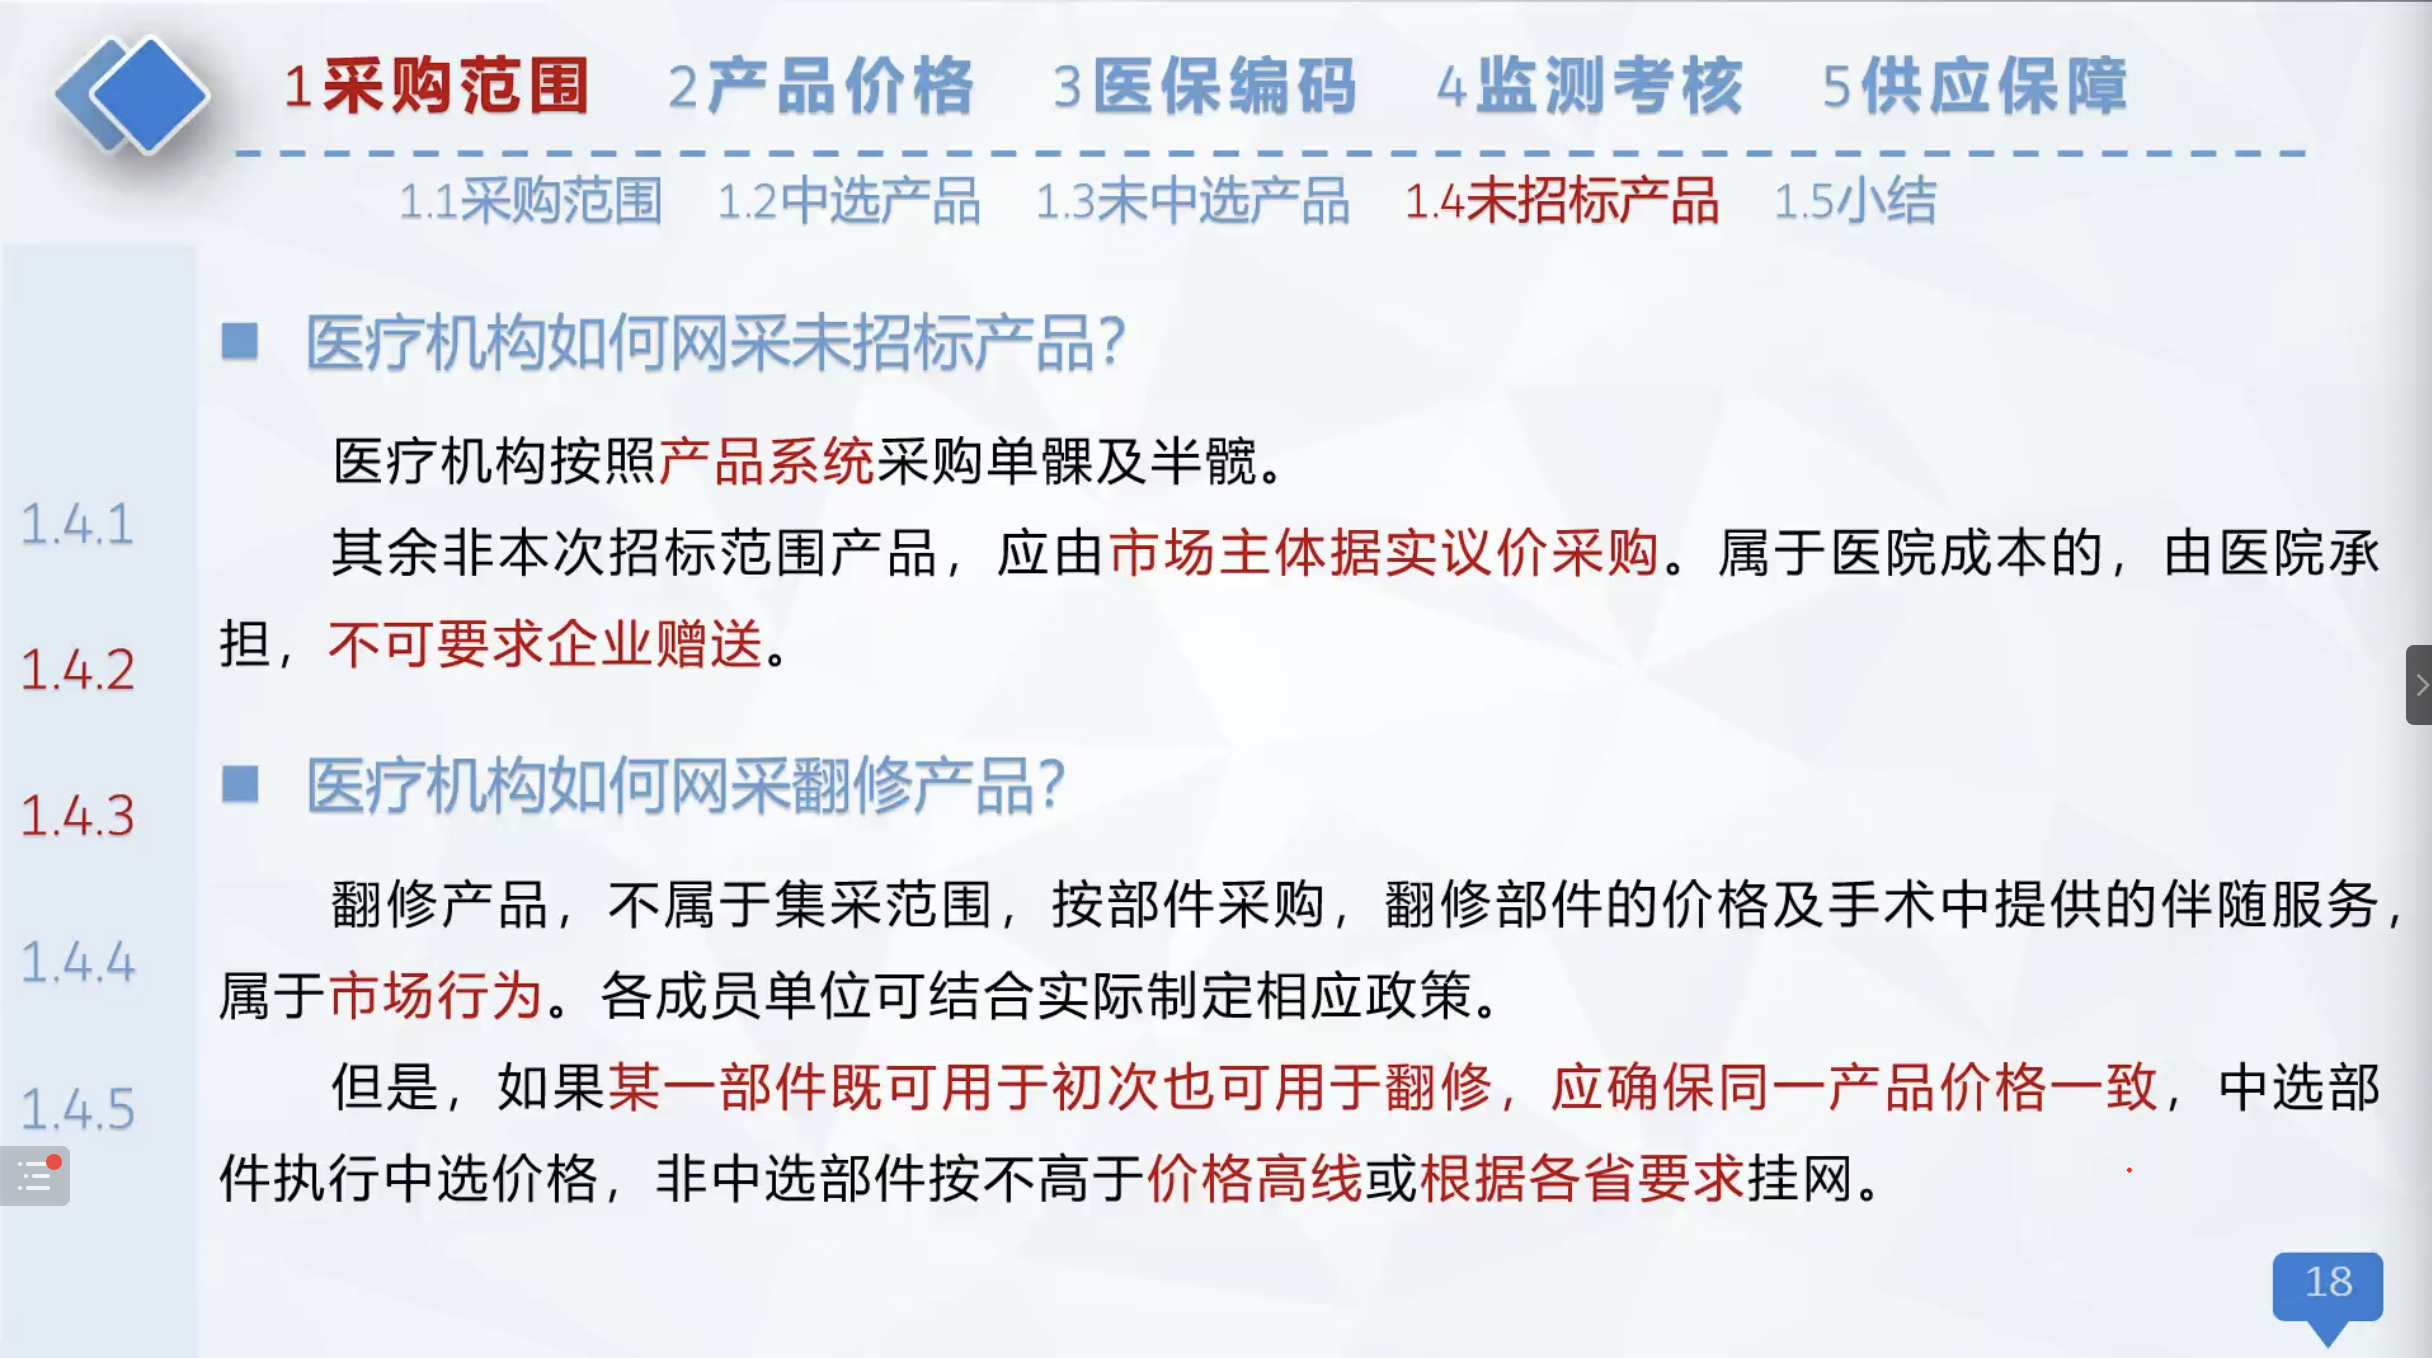 1采购范围 2产品价格 3医保编码 4监测考核 5供应保障
1.1采购范围 1.2中选产品 1.3未中选产品 1.4未招标产品 1.5小结
医疗机构如何网采未招标产品?
医疗机构按照产品系统采购单髁及半髋。
1.4.1
其余非本次招标范围产品，应由市场主体据实议价采购。属于医院成本的，由医院承
担，不可要求企业赠送。
1.4.2
医疗机构如何网采翻修产品?
1.4.3
翻修产品，不属于集采范围，按部件采购，翻修部件的价格及手术中提供的伴随服务，
1.4.4
属于市场行为。各成员单位可结合实际制定相应政策。
但是，如果某一部件既可用于初次也可用于翻修，应确保同一产品价格一致，中选部
1.4.5
件执行中选价格，非中选部件按不高于价格高线或根据各省要求挂网。
18